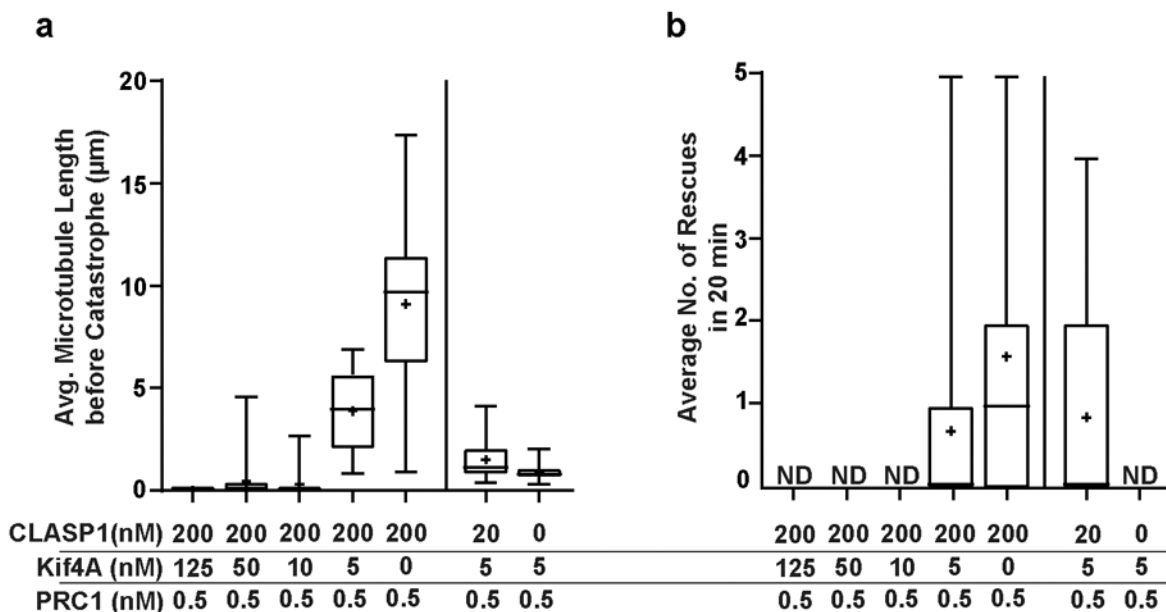 a
Avg. Microtubule Length
before Catastrophe (µm)
20
15
10
5
0
CLASP1(nM) 200 200 200 200 200 20 0
Kif4A (nM) 125 50 10 5 0 5 5
PRC1 (nM) 0.5 0.5 0.5 0.5 0.5 0.5 0.5
b
Average No. of Rescues
in 20 min
5
4
3
2
1
0
ND ND ND ND
200 200 200 200 200 20 0
125 50 10 5 0 5 5
0.5 0.5 0.5 0.5 0.5 0.5 0.5